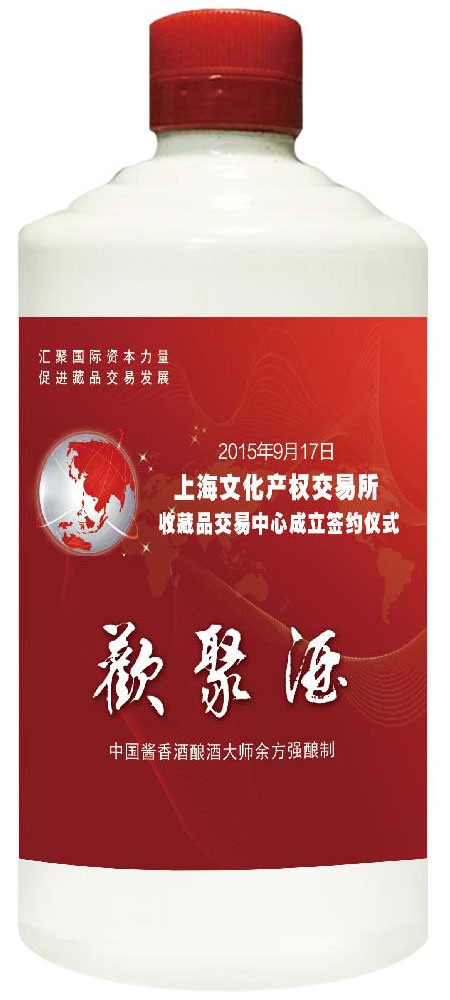 汇聚国际资本力量
促进藏品交易发展
2015年9月17日
上海文化产权交易所
收藏品交易中心成立签约仪式
歡聚酒
中国酱香酒酿酒大师余方强酿制